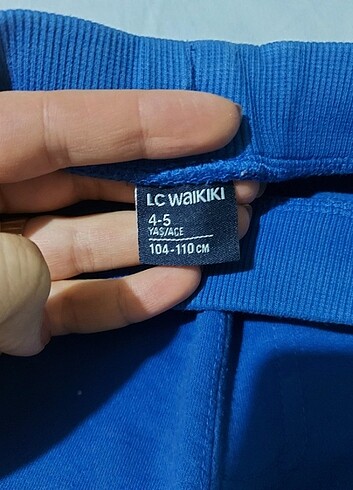 LC WAIKIKI
4-5
YAŞ/AGE
104-110 CM